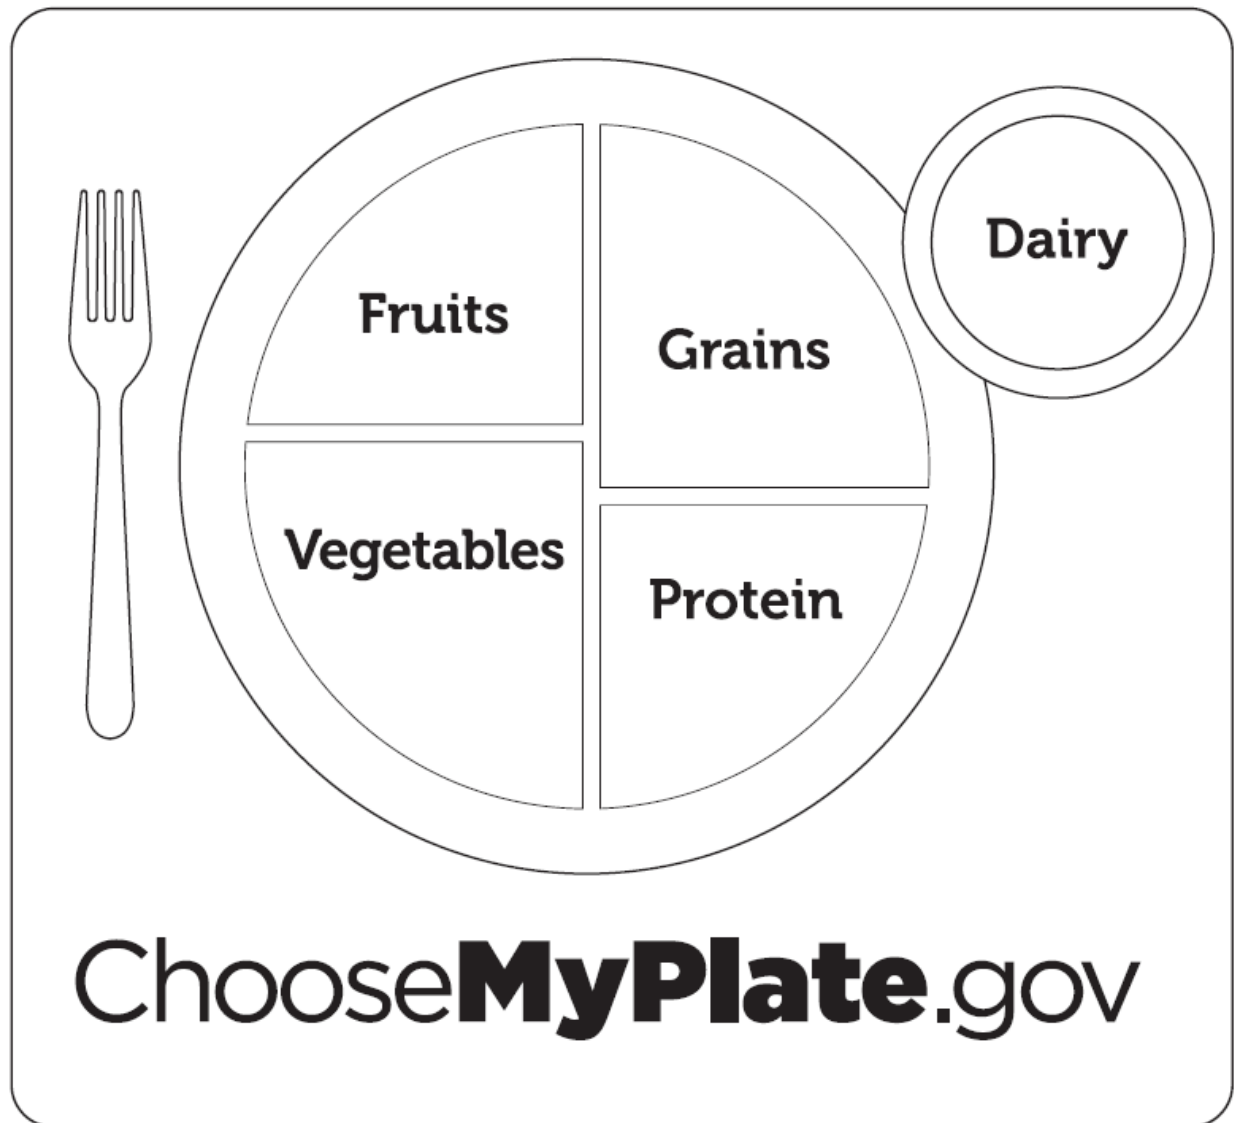 Dairy
Fruits
Grains
Vegetables
Protein
ChooseMyPlate.gov